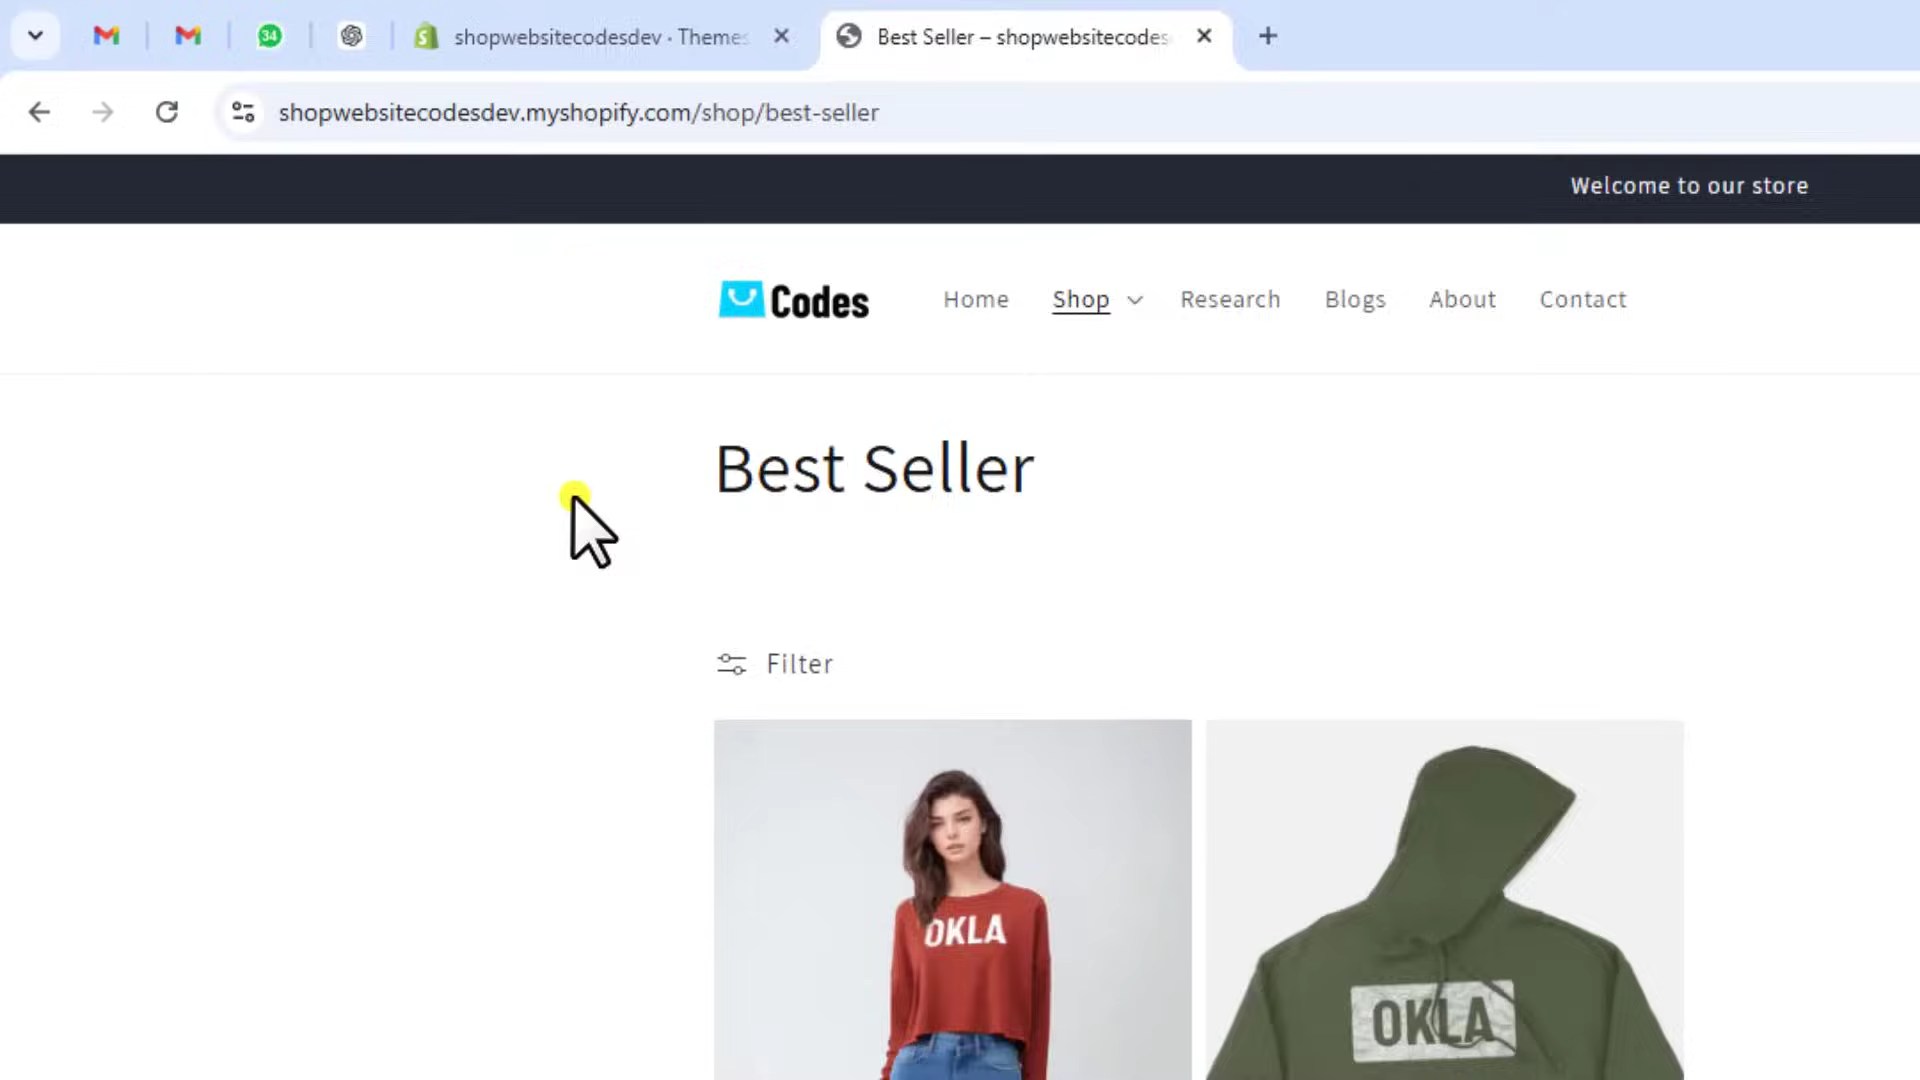 34
shopwebsitecodesdev · Themes
Best Seller – shopwebsitecodes
shopwebsitecodesdev.myshopify.com/shop/best-seller
Welcome to our store
Codes
Home
Shop
Research
Blogs
About
Contact
Best Seller
Filter
OKLA
OKLA